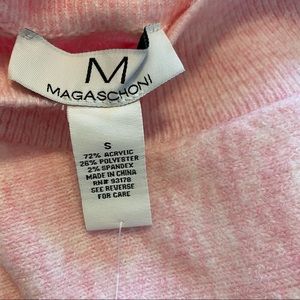 M
MAGASCHONI
S
72% ACRYLIC
26% POLYESTER
2% SPANDEX
MADE IN CHINA
RN# 93178
SEE REVERSE
FOR CARE